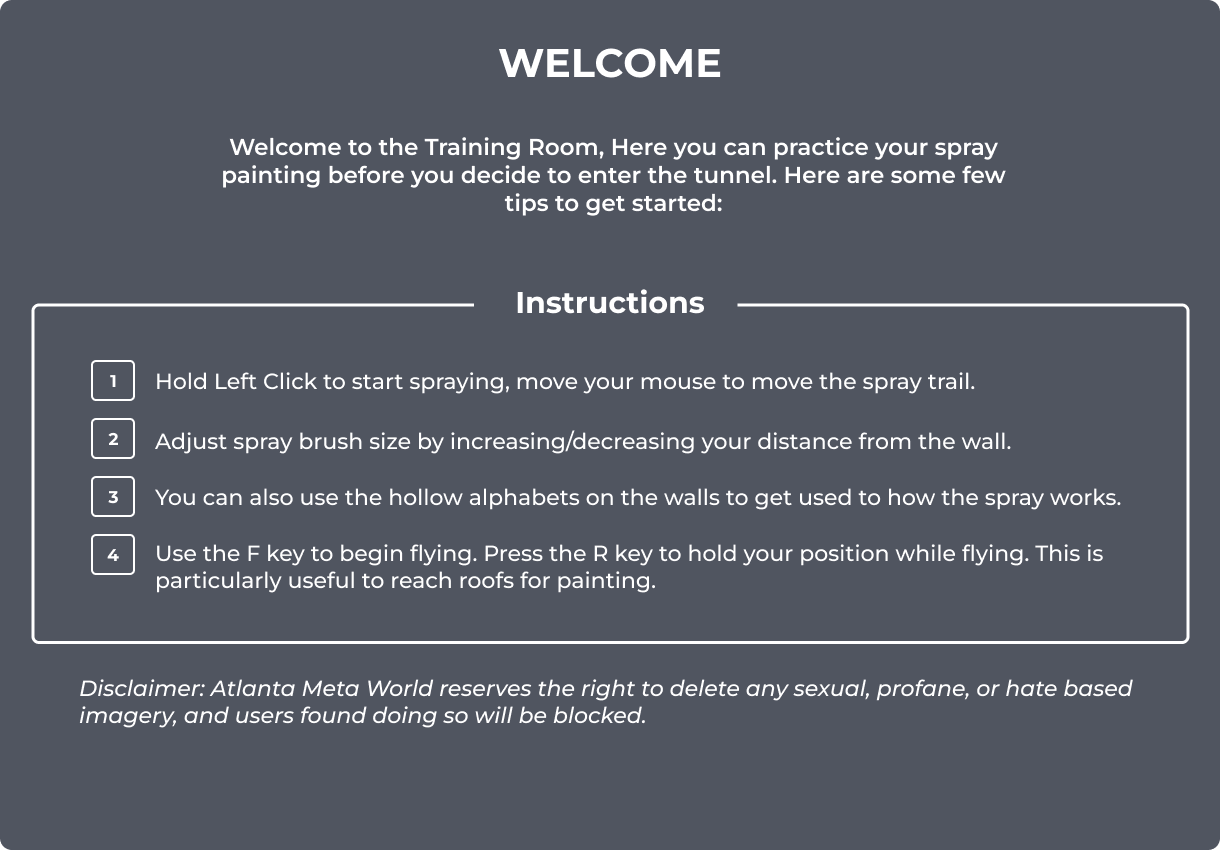 WELCOME
Welcome to the Training Room, Here you can practice your spray
painting before you decide to enter the tunnel. Here are some few
tips to get started:
Instructions
1 Hold Left Click to start spraying, move your mouse to move the spray trail.
2 Adjust spray brush size by increasing/decreasing your distance from the wall.
3 You can also use the hollow alphabets on the walls to get used to how the spray works.
4 Use the F key to begin flying. Press the R key to hold your position while flying. This is
particularly useful to reach roofs for painting.
Disclaimer: Atlanta Meta World reserves the right to delete any sexual, profane, or hate based
imagery, and users found doing so will be blocked.